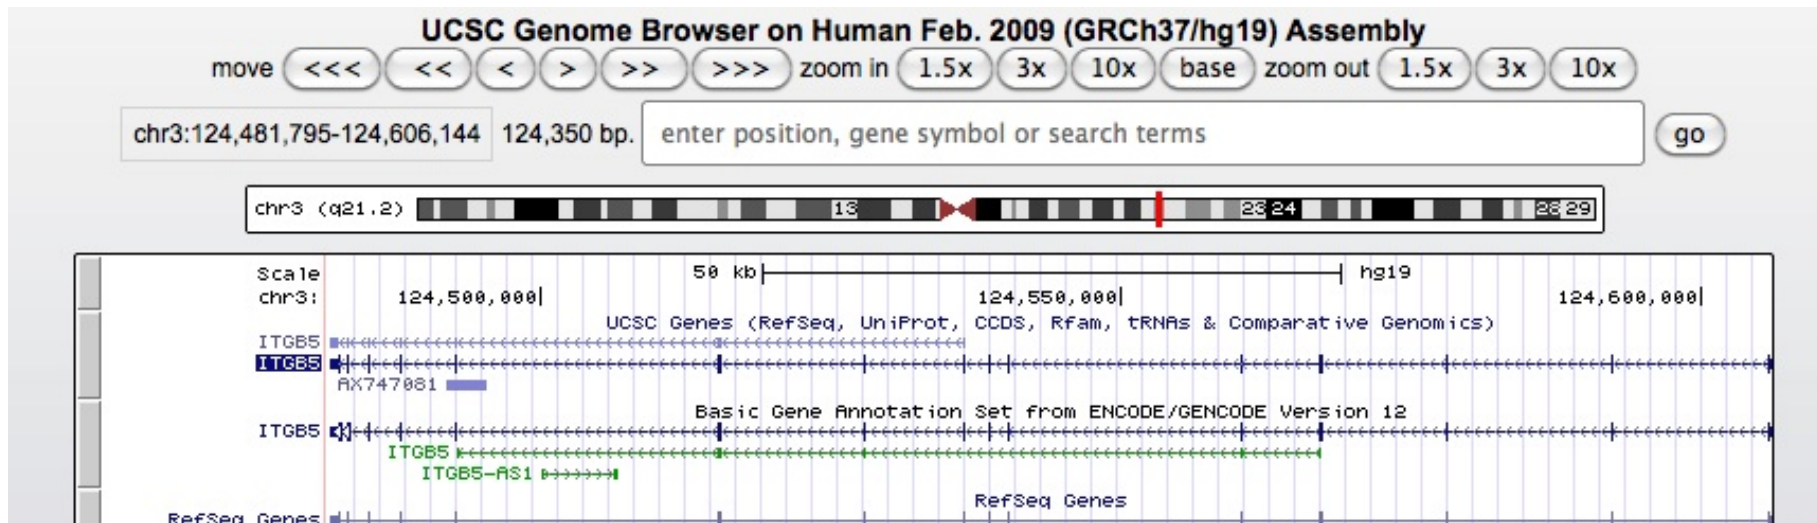 UCSC Genome Browser on Human Feb. 2009 (GRCh37/hg19) Assembly
move <<< << < > >> >>> zoom in 1.5x 3x 10x base zoom out 1.5x 3x 10x
chr3:124,481,795-124,606,144 124,350 bp. enter position, gene symbol or search terms go
chr3 (q21.2) 13 23 24 26 29
Scale 50 kb hg19
chr3: 124,500,000 124,550,000 124,600,000
UCSC Genes (RefSeq, UniProt, CCDS, Rfam, tRNAs & Comparative Genomics)
ITGB5
ITGB5
AX747081
Basic Gene Annotation Set from ENCODE/GENCODE Version 12
ITGB5
ITGB5
ITGB5-AS1
RefSeq Genes
RefSeq Genes